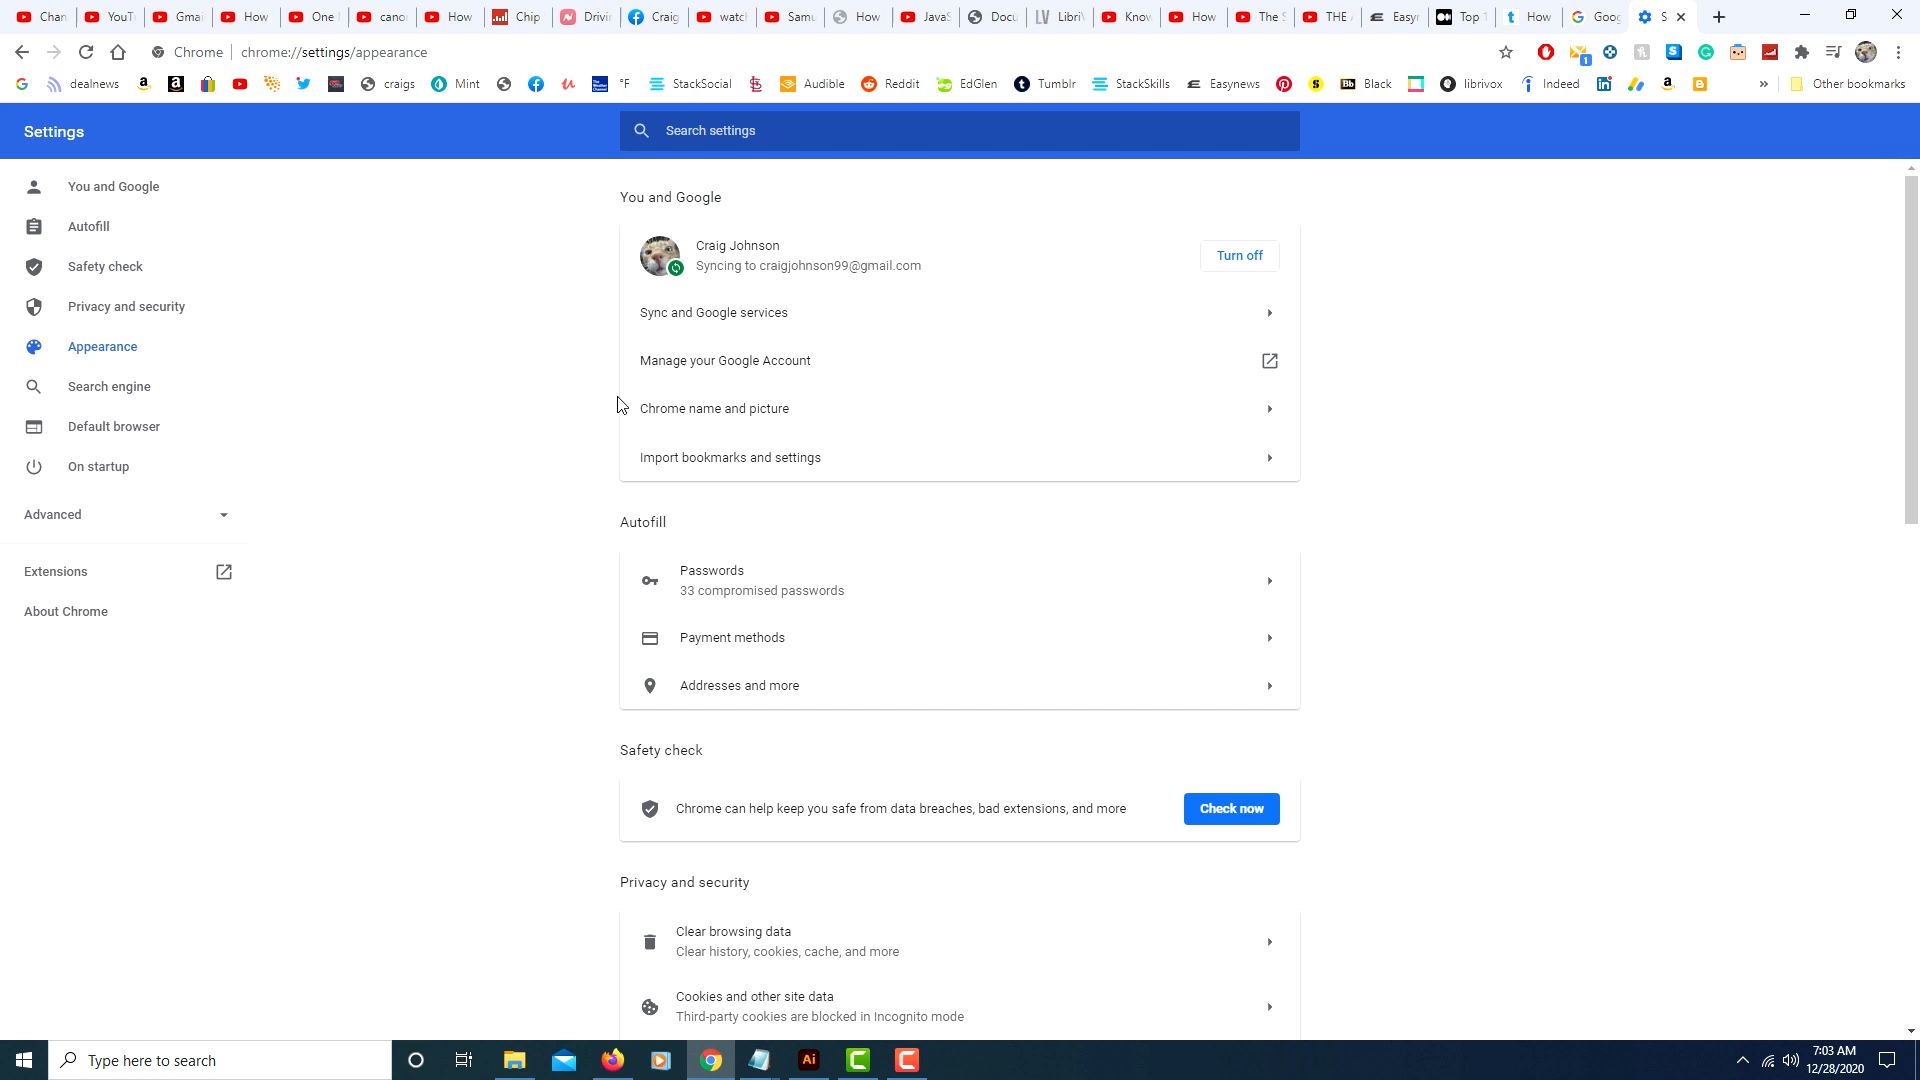 Chan YouT Gmai How One canor How Chip Drivin Craig watch Samu How JavaS Docu LibriV Know How The S THE Easyn Top How Goog S
Chrome chrome://settings/appearance
dealnews craigs Mint °F StackSocial Audible Reddit EdGlen Tumblr StackSkills Easynews Black librivox Indeed » Other bookmarks
Settings
Search settings
You and Google
Autofill
Safety check
Privacy and security
Appearance
Search engine
Default browser
On startup
Advanced
Extensions
About Chrome
You and Google
Craig Johnson
Syncing to craigjohnson99@gmail.com
Turn off
Sync and Google services
Manage your Google Account
Chrome name and picture
Import bookmarks and settings
Autofill
Passwords
33 compromised passwords
Payment methods
Addresses and more
Safety check
Chrome can help keep you safe from data breaches, bad extensions, and more
Check now
Privacy and security
Clear browsing data
Clear history, cookies, cache, and more
Cookies and other site data
Third-party cookies are blocked in Incognito mode
Type here to search
Ai
7:03 AM
12/28/2020